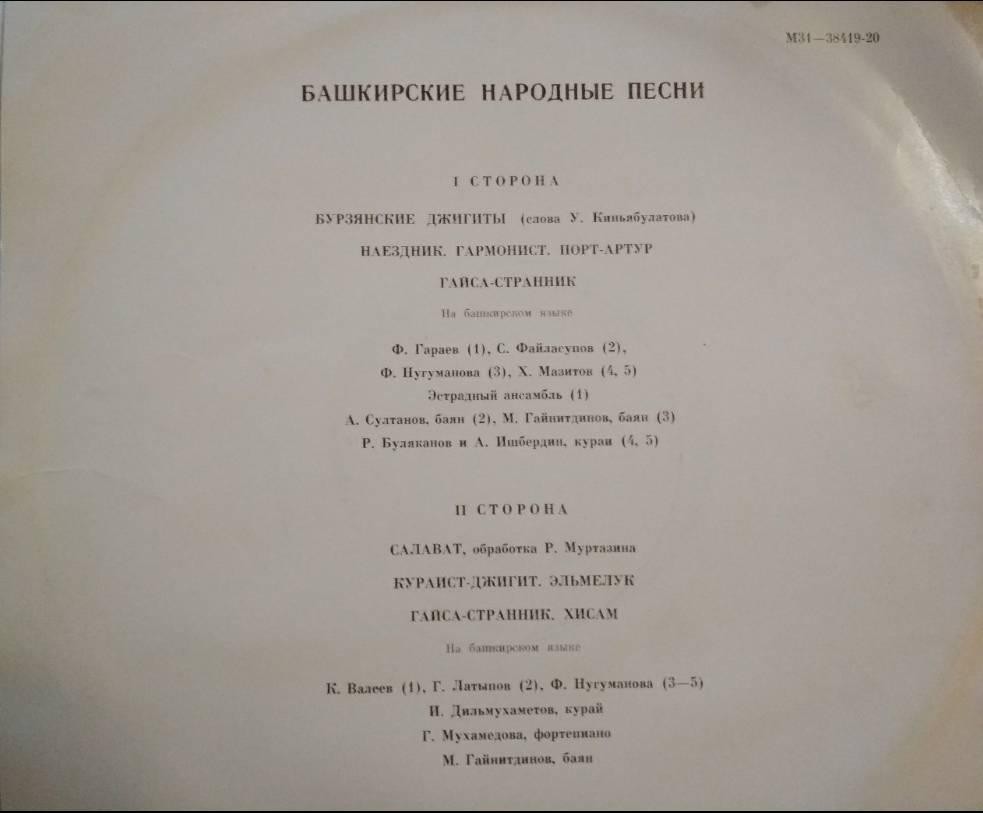 М31—38419-20
БАШКИРСКИЕ НАРОДНЫЕ ПЕСНИ
I СТОРОНА
БУРЗЯНСКИЕ ДЖИГИТЫ (слова У. Киньябулатова)
НАЕЗДНИК. ГАРМОНИСТ. ПОРТ-АРТУР
ГАЙСА-СТРАННИК
На башкирском языке
Ф. Гараев (1), С. Файласупов (2),
Ф. Нугуманова (3), Х. Мазитов (4, 5)
Эстрадный ансамбль (1)
А. Султанов, баян (2), М. Гайнитдинов, баян (3)
Р. Буляканов и А. Ишбердин, кураи (4, 5)
II СТОРОНА
САЛАВАТ, обработка Р. Муртазина
КУРАИСТ-ДЖИГИТ. ЭЛЬМЕЛУК
ГАЙСА-СТРАННИК. ХИСАМ
На башкирском языке
К. Валеев (1), Г. Латыпов (2), Ф. Нугуманова (3—5)
И. Дильмухаметов, курай
Г. Мухамедова, фортепиано
М. Гайнитдинов, баян